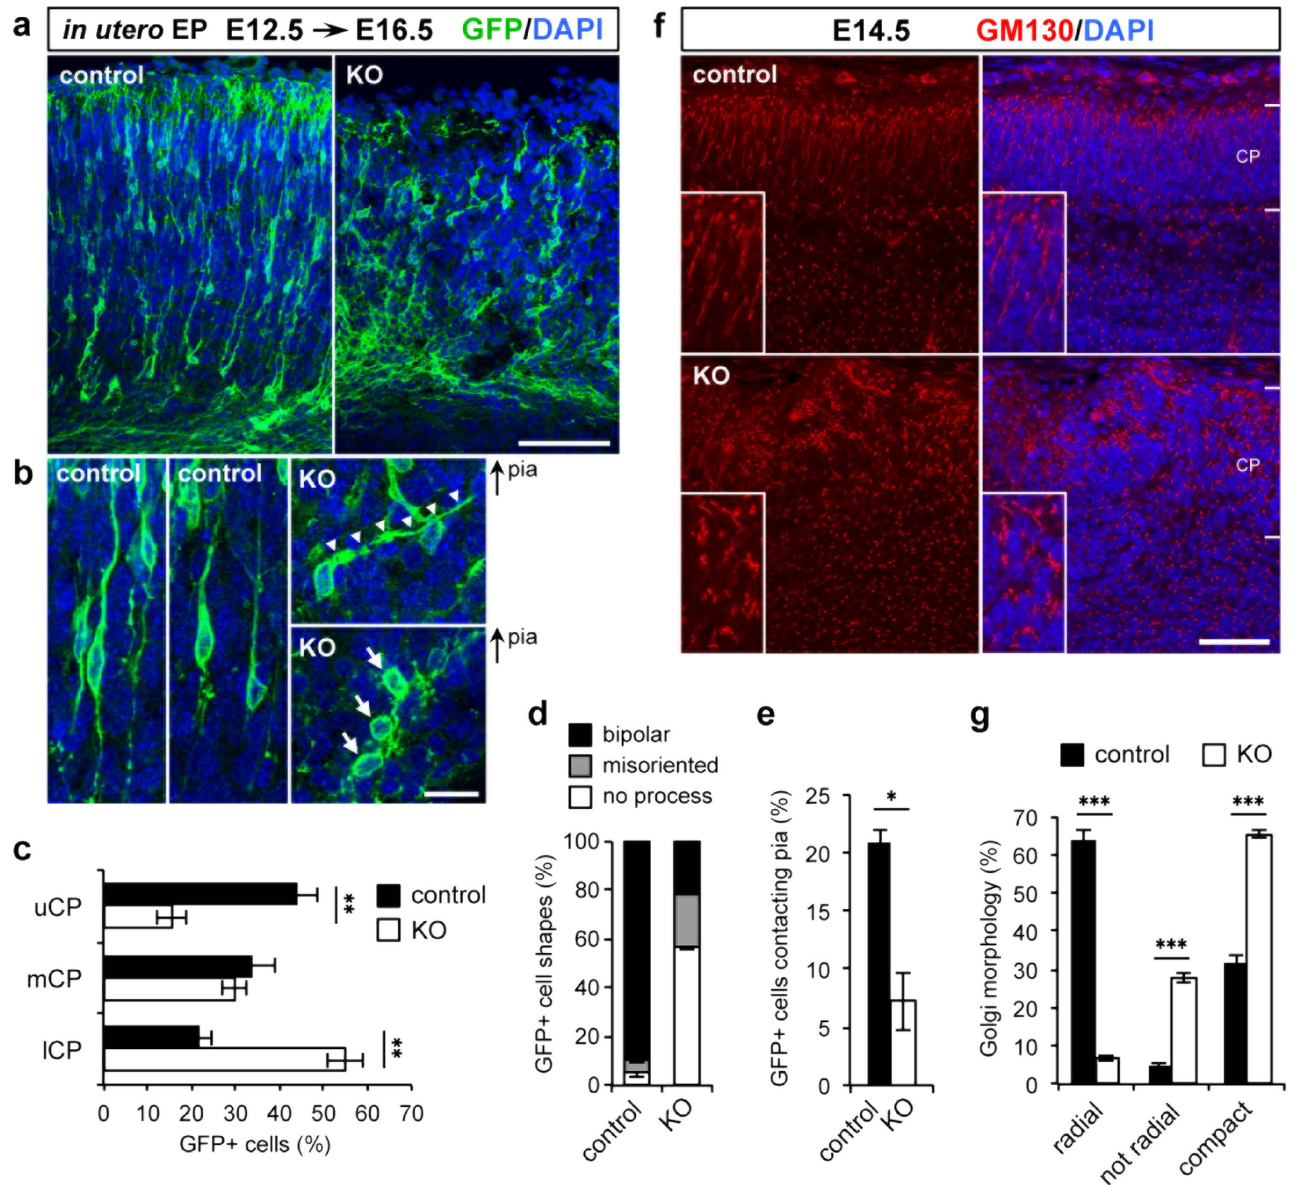 a
in utero EP E12.5 → E16.5 GFP/DAPI
control
KO
b
control
control
KO
↑ pia
KO
↑ pia
c
uCP
mCP
lCP
**
**
control
KO
0 10 20 30 40 50 60 70
GFP+ cells (%)
d
bipolar
misoriented
no process
GFP+ cell shapes (%)
100
80
60
40
20
0
control
KO
e
GFP+ cells contacting pia (%)
25
20
15
10
5
0
*
control
KO
f
E14.5 GM130/DAPI
control
CP
KO
CP
g
control
KO
Golgi morphology (%)
70
60
50
40
30
20
10
0
***
***
***
radial
not radial
compact